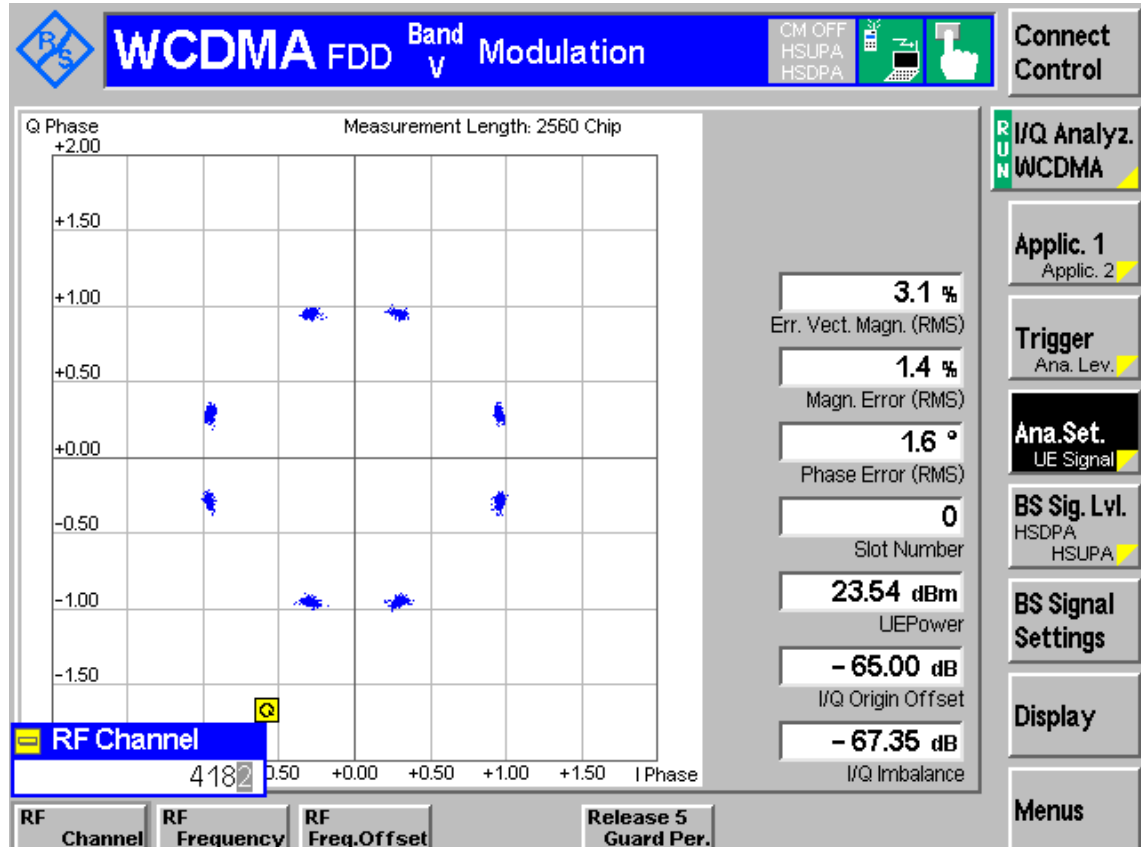 R/S
WCDMA FDD Band V Modulation
CM OFF
HSUPA
HSDPA
Connect
Control
Q Phase
Measurement Length: 2560 Chip
+2.00
+1.50
+1.00
+0.50
+0.00
-0.50
-1.00
-1.50
0.50 +0.00 +0.50 +1.00 +1.50 I Phase
Q
RF Channel
4182
3.1 %
Err. Vect. Magn. (RMS)
1.4 %
Magn. Error (RMS)
1.6 °
Phase Error (RMS)
0
Slot Number
23.54 dBm
UEPower
- 65.00 dB
I/Q Origin Offset
- 67.35 dB
I/Q Imbalance
RUN
I/Q Analyz.
WCDMA
Applic. 1
Applic. 2
Trigger
Ana. Lev.
Ana.Set.
UE Signal
BS Sig. Lvl.
HSDPA
HSUPA
BS Signal
Settings
Display
Menus
RF
Channel
RF
Frequency
RF
Freq.Offset
Release 5
Guard Per.